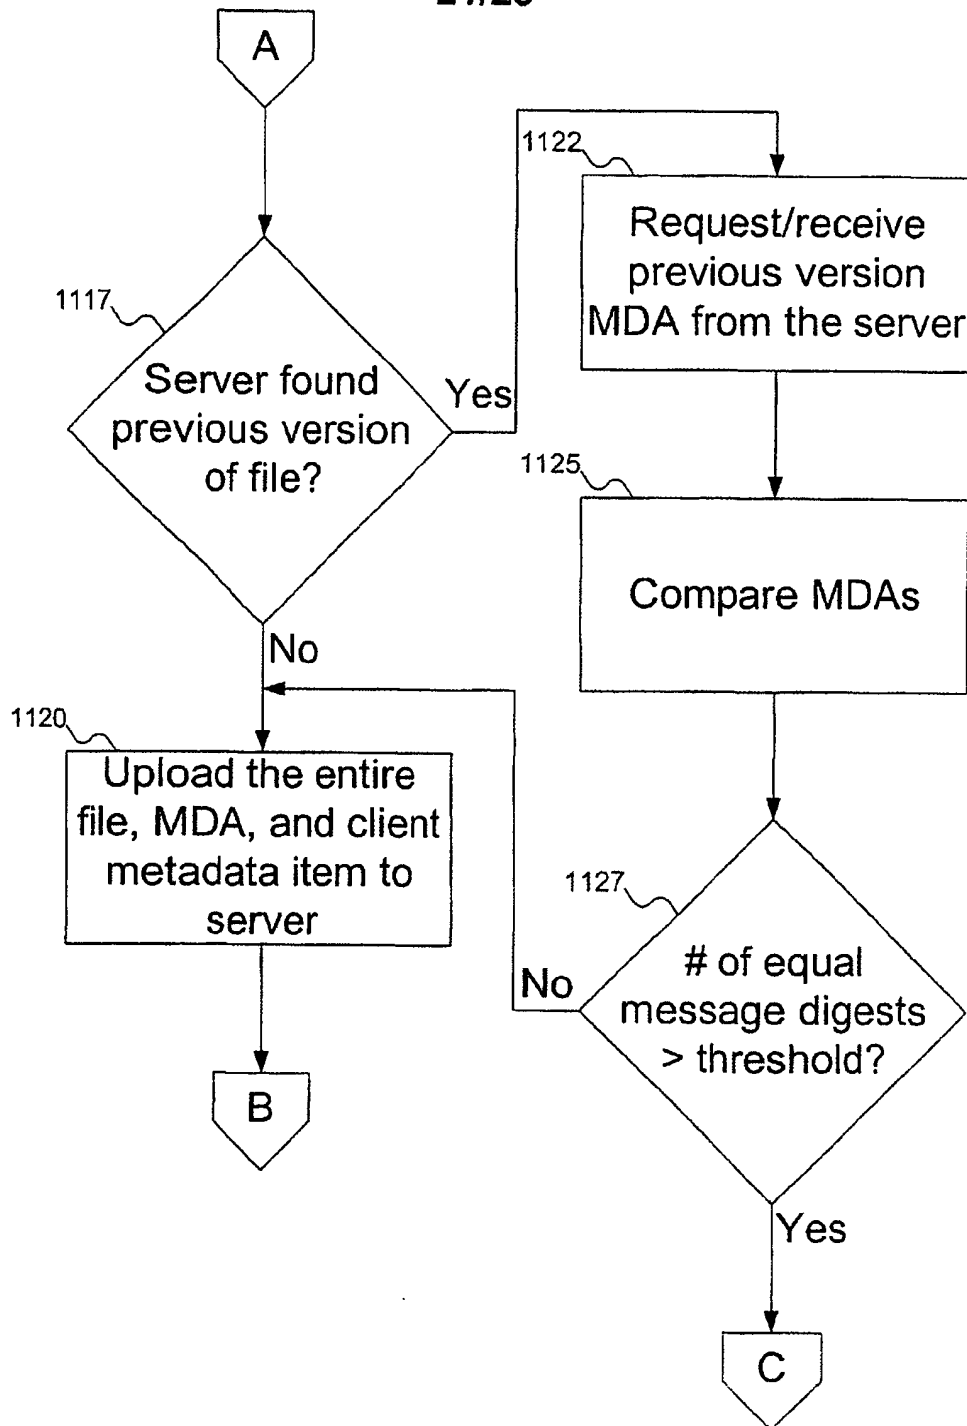 A
1122
Request/receive
previous version
MDA from the server
1117
Server found
previous version
of file?
Yes
1125
Compare MDAs
No
1120
Upload the entire
file, MDA, and client
metadata item to
server
1127
# of equal
message digests
> threshold?
No
B
Yes
C